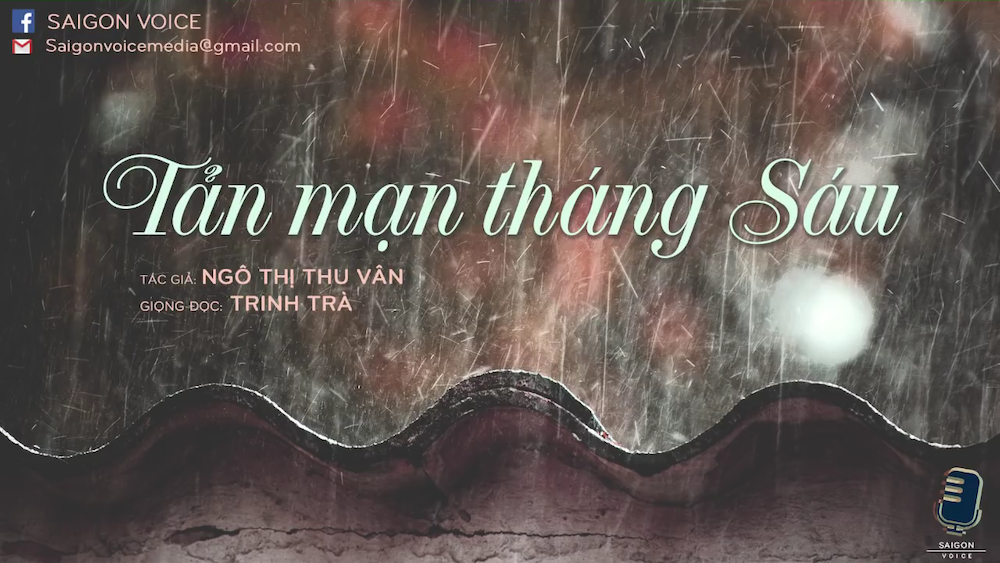 SAIGON VOICE
Saigonvoicemedia@gmail.com
Tản mạn tháng Sáu
TÁC GIẢ: NGÔ THỊ THU VÂN
GIỌNG ĐỌC: TRINH TRÀ
SAIGON
VOICE